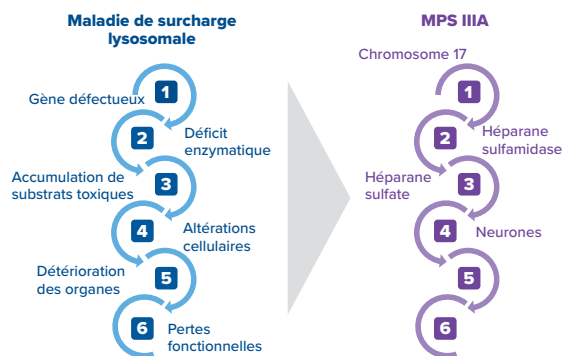 Maladie de surcharge
lysosomale
Gène défectueux
1
2
Déficit
enzymatique
Accumulation de
substrats toxiques
3
4
Altérations
cellulaires
Détérioration
des organes
5
6
Pertes
fonctionnelles
MPS IIIA
Chromosome 17
1
2
Héparane
sulfamidase
Héparane
sulfate
3
4
Neurones
5
6